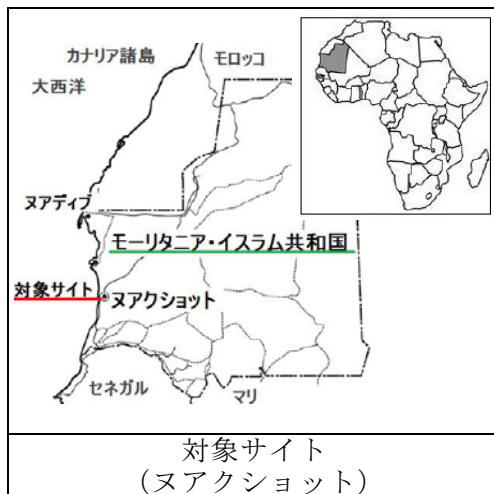 カナリア諸島
モロッコ
大西洋
ヌアディブ
モーリタニア・イスラム共和国
対象サイト
ヌアクショット
セネガル
マリ
対象サイト
(ヌアクショット)